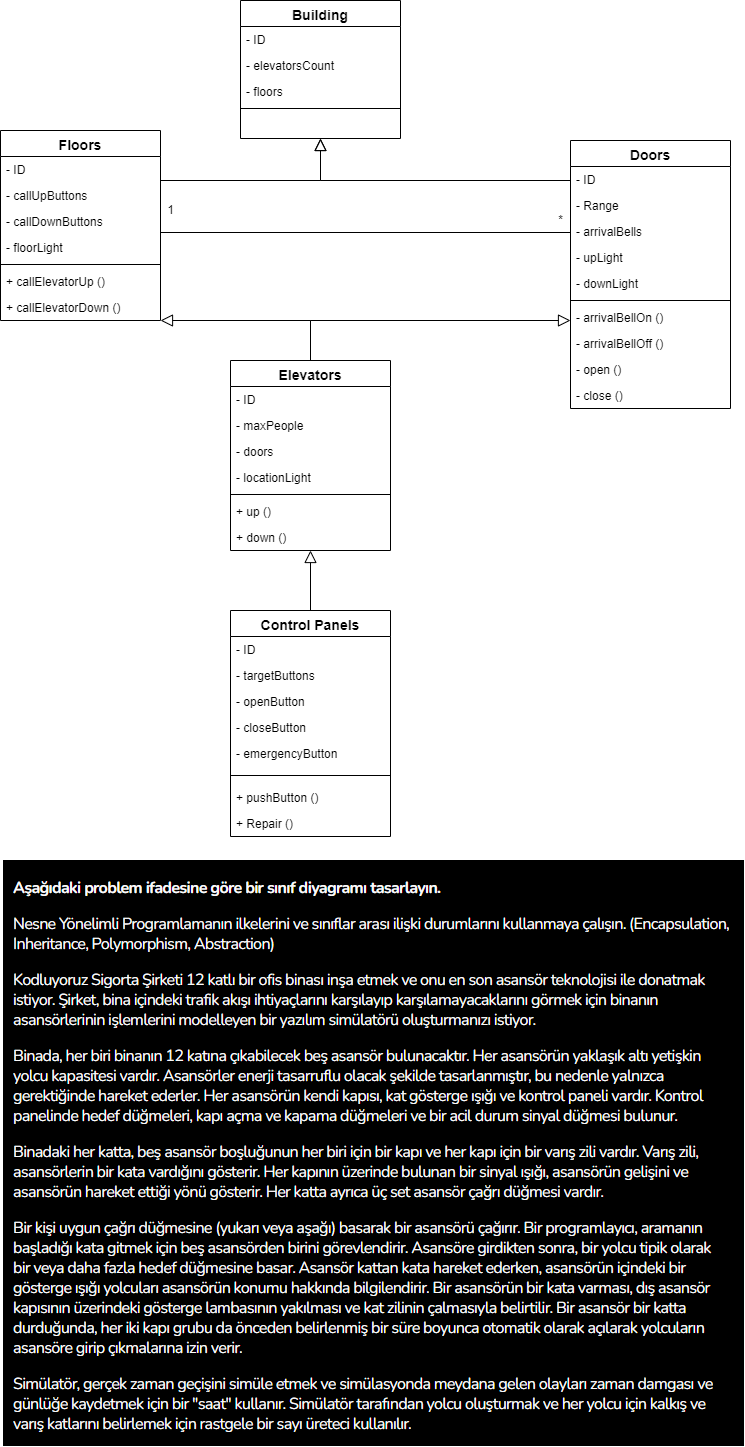 Building
- ID
- elevatorsCount
- floors
Floors
- ID
- callUpButtons
- callDownButtons
- floorLight
+ callElevatorUp ()
+ callElevatorDown ()
1
*
Doors
- ID
- Range
- arrivalBells
- upLight
- downLight
- arrivalBellOn ()
- arrivalBellOff ()
- open ()
- close ()
Elevators
- ID
- maxPeople
- doors
- locationLight
+ up ()
+ down ()
Control Panels
- ID
- targetButtons
- openButton
- closeButton
- emergencyButton
+ pushButton ()
+ Repair ()
Aşağıdaki problem ifadesine göre bir sınıf diyagramı tasarlayın.
Nesne Yönelimli Programlamanın ilkelerini ve sınıflar arası ilişki durumlarını kullanmaya çalışın. (Encapsulation,
Inheritance, Polymorphism, Abstraction)
Kodluyoruz Sigorta Şirketi 12 katlı bir ofis binası inşa etmek ve onu en son asansör teknolojisi ile donatmak
istiyor. Şirket, bina içindeki trafik akışı ihtiyaçlarını karşılayıp karşılamayacaklarını görmek için binanın
asansörlerinin işlemlerini modelleyen bir yazılım simülatörü oluşturmanızı istiyor.
Binada, her biri binanın 12 katına çıkabilecek beş asansör bulunacaktır. Her asansörün yaklaşık altı yetişkin
yolcu kapasitesi vardır. Asansörler enerji tasarruflu olacak şekilde tasarlanmıştır, bu nedenle yalnızca
gerektiğinde hareket ederler. Her asansörün kendi kapısı, kat gösterge ışığı ve kontrol paneli vardır. Kontrol
panelinde hedef düğmeleri, kapı açma ve kapama düğmeleri ve bir acil durum sinyal düğmesi bulunur.
Binadaki her katta, beş asansör boşluğunun her biri için bir kapı ve her kapı için bir varış zili vardır. Varış zili,
asansörlerin bir kata vardığını gösterir. Her kapının üzerinde bulunan bir sinyal ışığı, asansörün gelişini ve
asansörün hareket ettiği yönü gösterir. Her katta ayrıca üç set asansör çağrı düğmesi vardır.
Bir kişi uygun çağrı düğmesine (yukarı veya aşağı) basarak bir asansörü çağırır. Bir programlayıcı, aramanın
başladığı kata gitmek için beş asansörden birini görevlendirir. Asansöre girdikten sonra, bir yolcu tipik olarak
bir veya daha fazla hedef düğmesine basar. Asansör kattan kata hareket ederken, asansörün içindeki bir
gösterge ışığı yolcuları asansörün konumu hakkında bilgilendirir. Bir asansörün bir kata varması, dış asansör
kapısının üzerindeki gösterge lambasının yakılması ve kat zilinin çalmasıyla belirtilir. Bir asansör bir katta
durduğunda, her iki kapı grubu da önceden belirlenmiş bir süre boyunca otomatik olarak açılarak yolcuların
asansöre girip çıkmalarına izin verir.
Simülatör, gerçek zaman geçişini simüle etmek ve simülasyonda meydana gelen olayları zaman damgası ve
günlüğe kaydetmek için bir "saat" kullanır. Simülatör tarafından yolcu oluşturmak ve her yolcu için kalkış ve
varış katlarını belirlemek için rastgele bir sayı üreteci kullanılır.